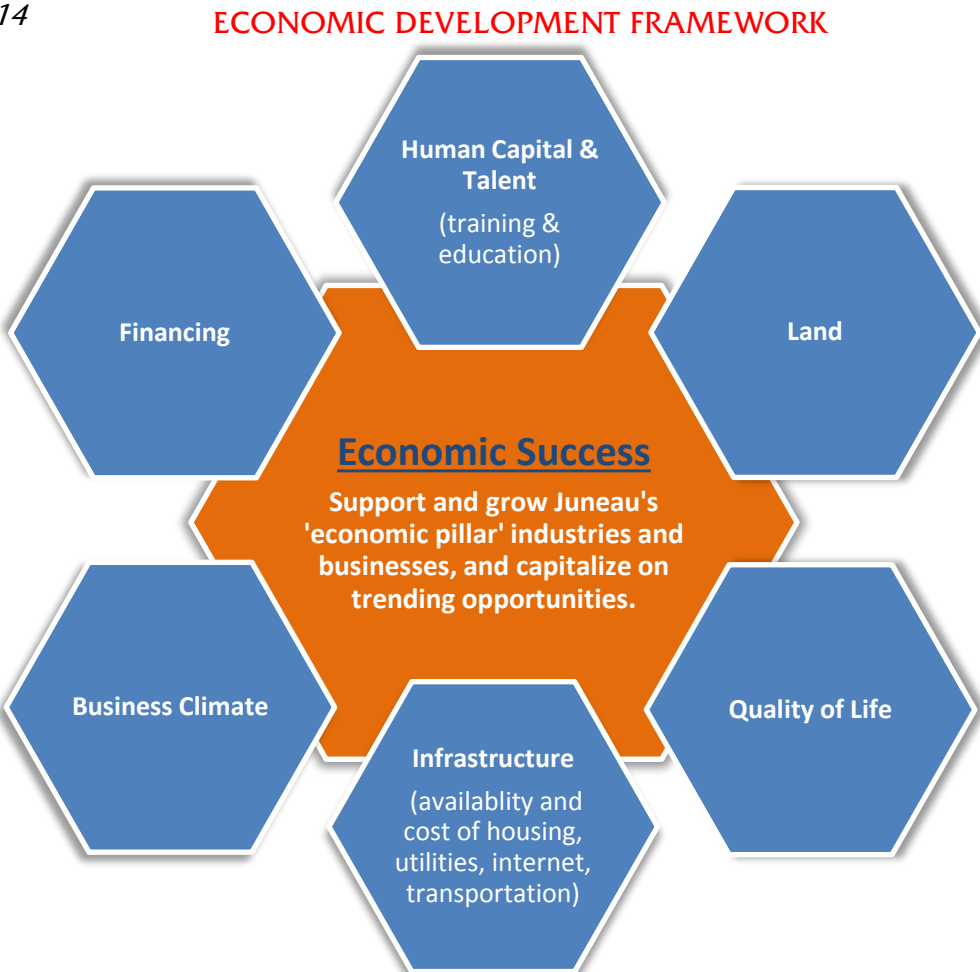 14
ECONOMIC DEVELOPMENT FRAMEWORK
Human Capital &
Talent
(training &
education)
Financing
Land
Economic Success
Support and grow Juneau's
'economic pillar' industries and
businesses, and capitalize on
trending opportunities.
Business Climate
Quality of Life
Infrastructure
(availablity and
cost of housing,
utilities, internet,
transportation)